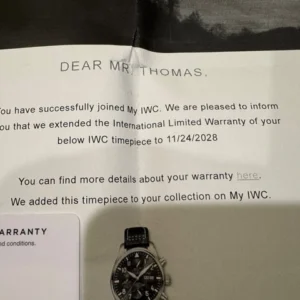 DEAR MR. THOMAS,
You have successfully joined My IWC. We are pleased to inform
you that we extended the International Limited Warranty of your
below IWC timepiece to 11/24/2028
You can find more details about your warranty here.
We added this timepiece to your collection on My IWC.
ARRANTY
nd conditions.